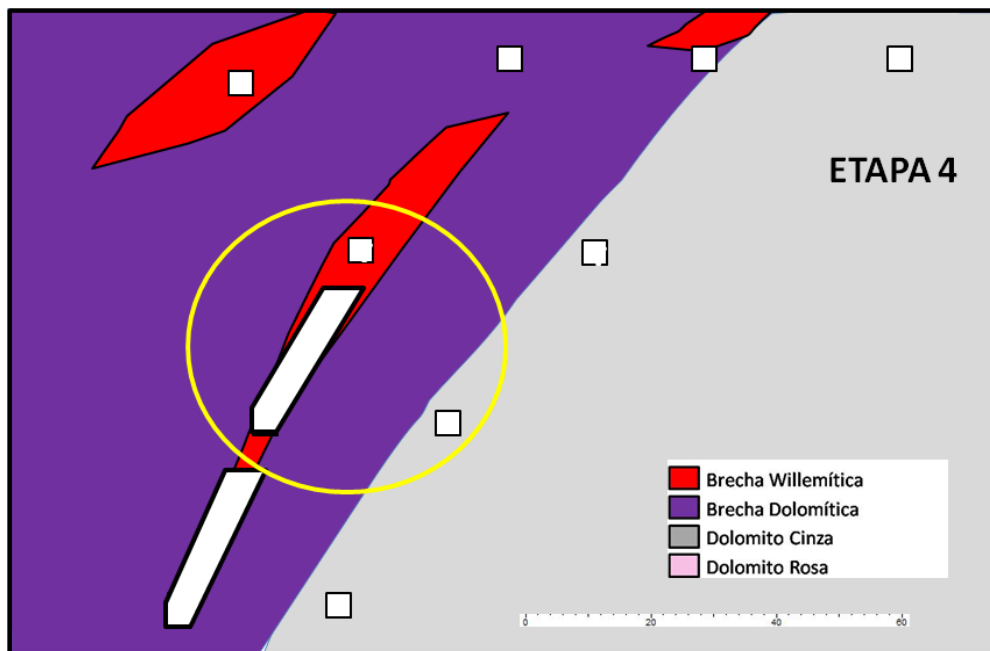 ETAPA 4
Brecha Willemítica
Brecha Dolomítica
Dolomito Cinza
Dolomito Rosa
0 20 40 60